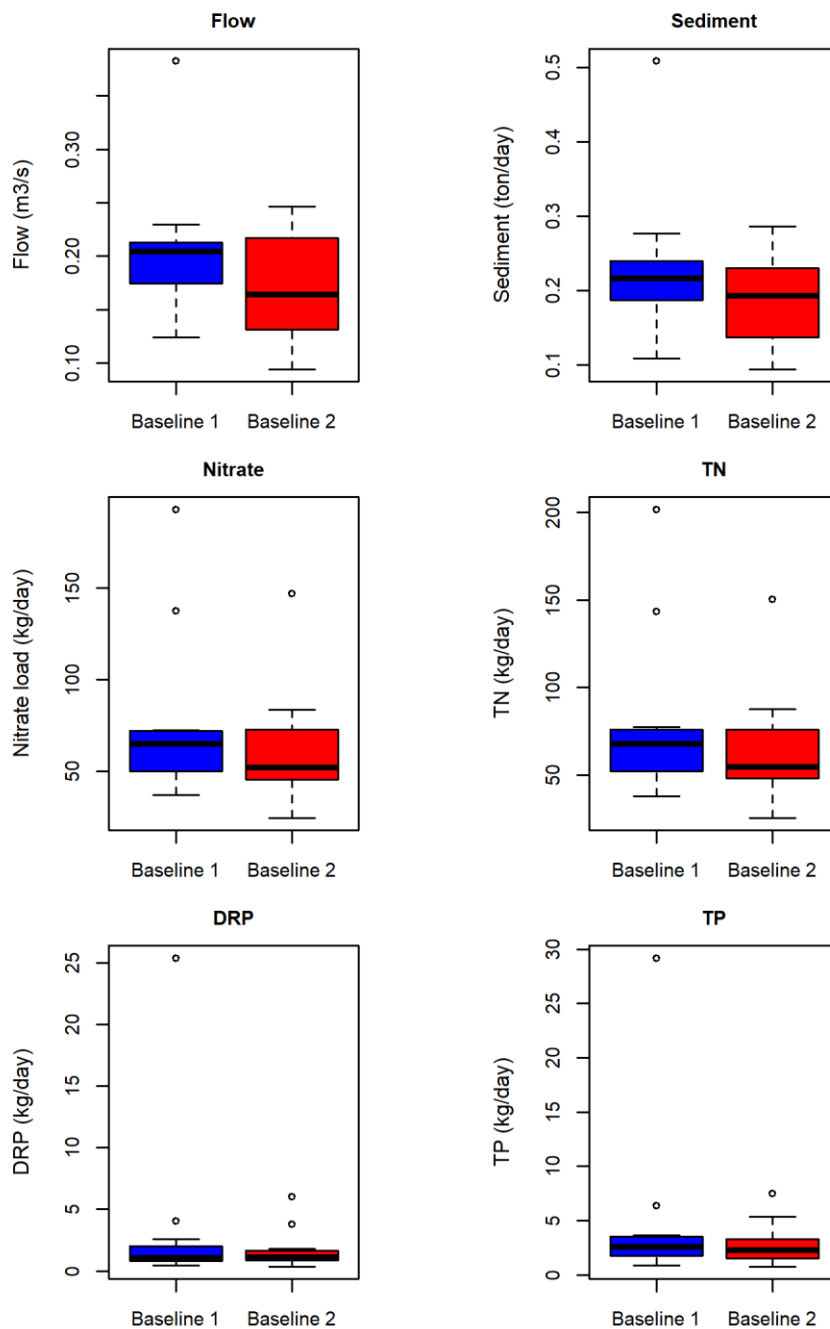 Flow
Flow (m3/s)
0.10 0.20 0.30
Baseline 1 Baseline 2
Sediment
Sediment (ton/day)
0.1 0.2 0.3 0.4 0.5
Baseline 1 Baseline 2
Nitrate
Nitrate load (kg/day)
50 100 150
Baseline 1 Baseline 2
TN
TN (kg/day)
50 100 150 200
Baseline 1 Baseline 2
DRP
DRP (kg/day)
0 5 10 15 20 25
Baseline 1 Baseline 2
TP
TP (kg/day)
0 5 10 15 20 25 30
Baseline 1 Baseline 2